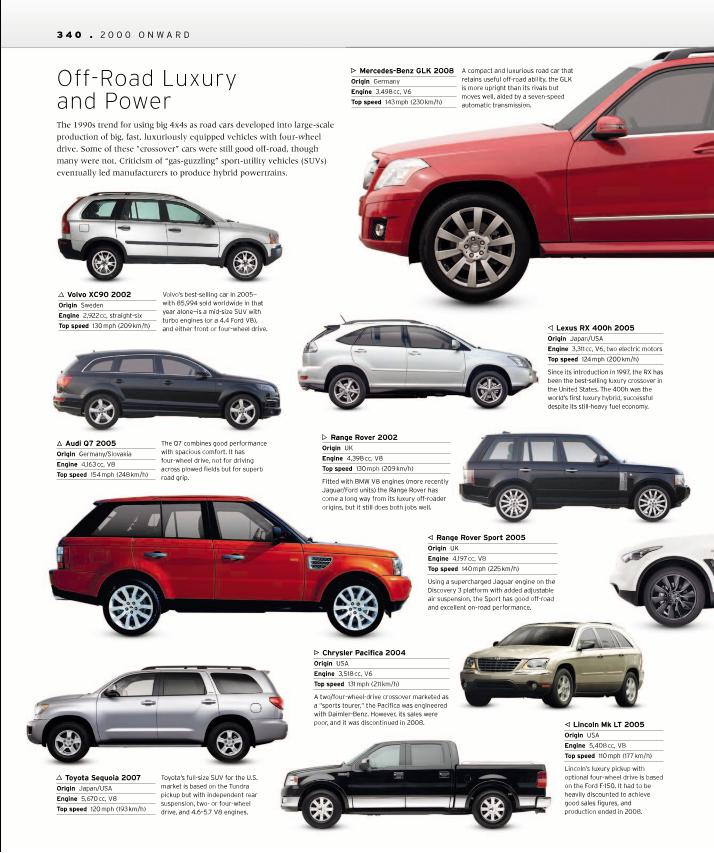 340 . 2000 ONWARD
Off-Road Luxury
and Power
The 1990s trend for using big 4x4s as road cars developed into large-scale
production of big, fast, luxuriously equipped vehicles with four-wheel
drive. Some of these "crossover" cars were still good off-road, though
many were not. Criticism of "gas-guzzling" sport-utility vehicles (SUVs)
eventually led manufacturers to produce hybrid powertrains.
▷ Mercedes-Benz GLK 2008
Origin Germany
Engine 3,498 cc, V6
Top speed 143 mph (230 km/h)
A compact and luxurious road car that
retains useful off-road ability, the GLK
is more upright than its rivals but
moves well, aided by a seven-speed
automatic transmission.
△ Volvo XC90 2002
Origin Sweden
Engine 2,922 cc, straight-six
Top speed 130 mph (209 km/h)
Volvo's best-selling car in 2005—
with 85,994 sold worldwide in that
year alone—is a mid-size SUV with
turbo engines (or a 4.4 Ford V8),
and either front or four-wheel drive.
◁ Lexus RX 400h 2005
Origin Japan/USA
Engine 3,311 cc, V6, two electric motors
Top speed 124 mph (200 km/h)
Since its introduction in 1997, the RX has
been the best-selling luxury crossover in
the United States. The 400h was the
world's first luxury hybrid, successful
despite its still-heavy fuel economy.
△ Audi Q7 2005
Origin Germany/Slovakia
Engine 4,163 cc, V8
Top speed 154 mph (248 km/h)
The Q7 combines good performance
with spacious comfort. It has
four-wheel drive, not for driving
across plowed fields but for superb
road grip.
▷ Range Rover 2002
Origin UK
Engine 4,398 cc, V8
Top speed 130 mph (209 km/h)
Fitted with BMW V8 engines (more recently
Jaguar/Ford units) the Range Rover has
come a long way from its luxury off-roader
origins, but it still does both jobs well.
◁ Range Rover Sport 2005
Origin UK
Engine 4,197 cc, V8
Top speed 140 mph (225 km/h)
Using a supercharged Jaguar engine on the
Discovery 3 platform with added adjustable
air suspension, the Sport has good off-road
and excellent on-road performance.
▷ Chrysler Pacifica 2004
Origin USA
Engine 3,518 cc, V6
Top speed 131 mph (211 km/h)
A two/four-wheel-drive crossover marketed as
a "sports tourer," the Pacifica was engineered
with Daimler-Benz. However, its sales were
poor, and it was discontinued in 2008.
◁ Lincoln Mk LT 2005
Origin USA
Engine 5,408 cc, V8
Top speed 110 mph (177 km/h)
Lincoln's luxury pickup with
optional four-wheel drive is based
on the Ford F-150. It had to be
heavily discounted to achieve
good sales figures, and
production ended in 2008.
△ Toyota Sequoia 2007
Origin Japan/USA
Engine 5,670 cc, V8
Top speed 120 mph (193 km/h)
Toyota's full-size SUV for the U.S.
market is based on the Tundra
pickup but with independent rear
suspension, two- or four-wheel
drive, and 4.6–5.7 V8 engines.